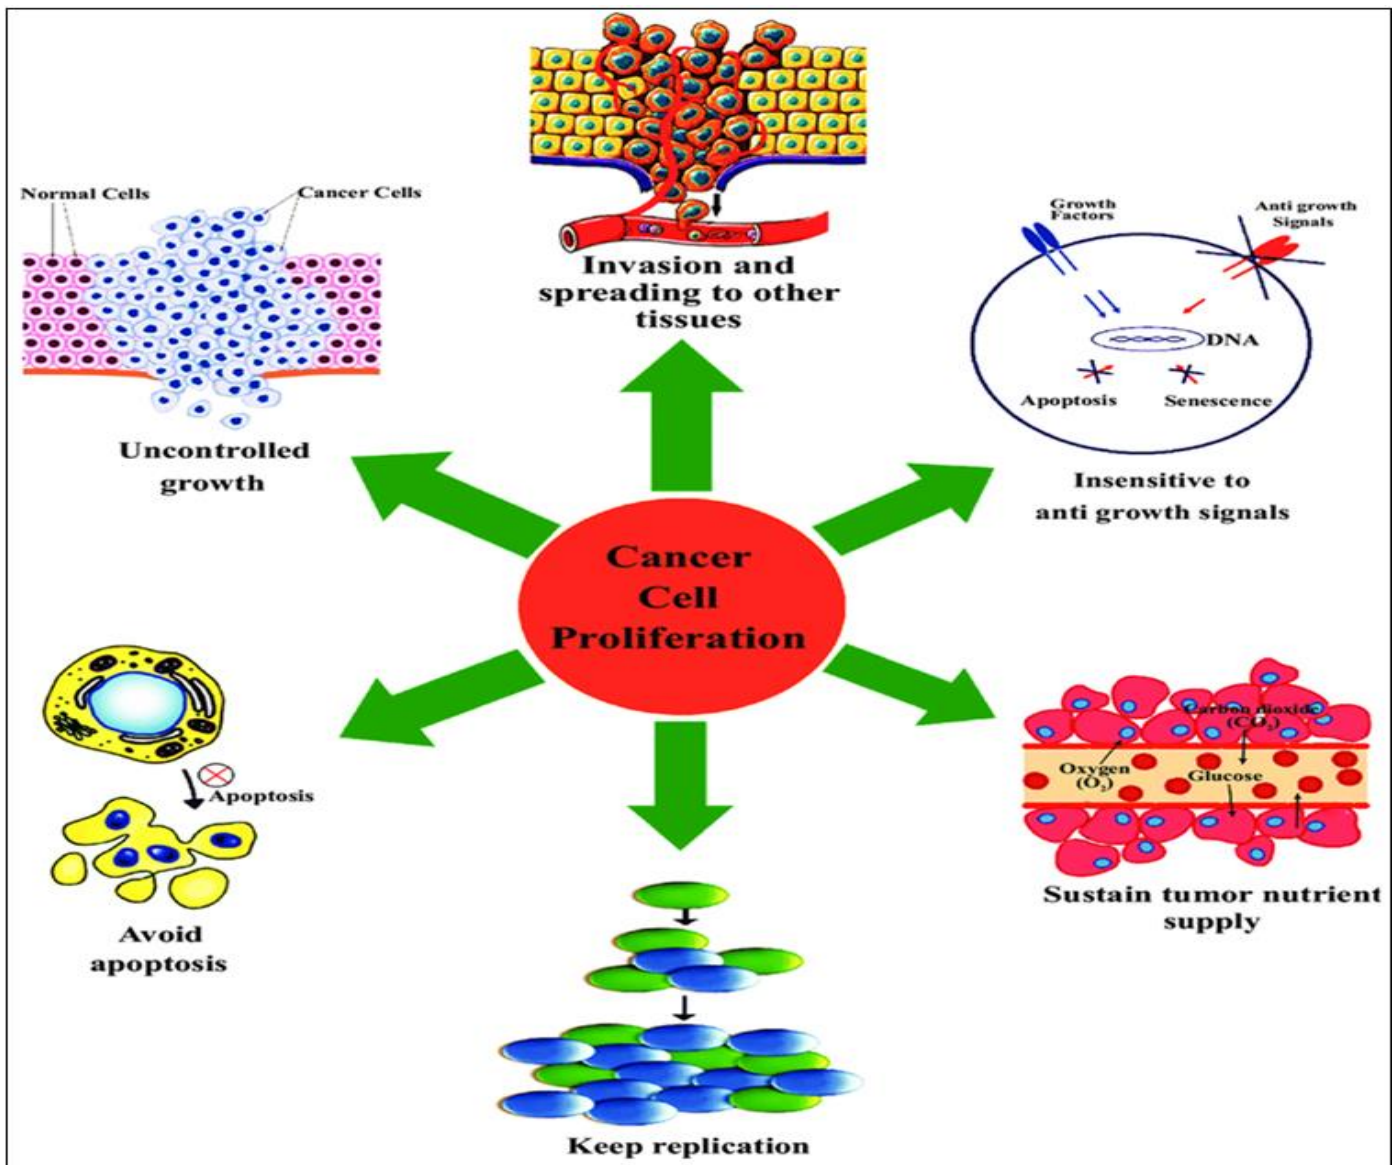 Normal Cells
Cancer Cells
Uncontrolled
growth
Invasion and
spreading to other
tissues
Growth
Factors
Anti growth
Signals
DNA
Apoptosis
Senescence
Insensitive to
anti growth signals
Cancer
Cell
Proliferation
Apoptosis
Avoid
apoptosis
Carbon dioxide
(CO₂)
Oxygen
(O₂)
Glucose
Sustain tumor nutrient
supply
Keep replication